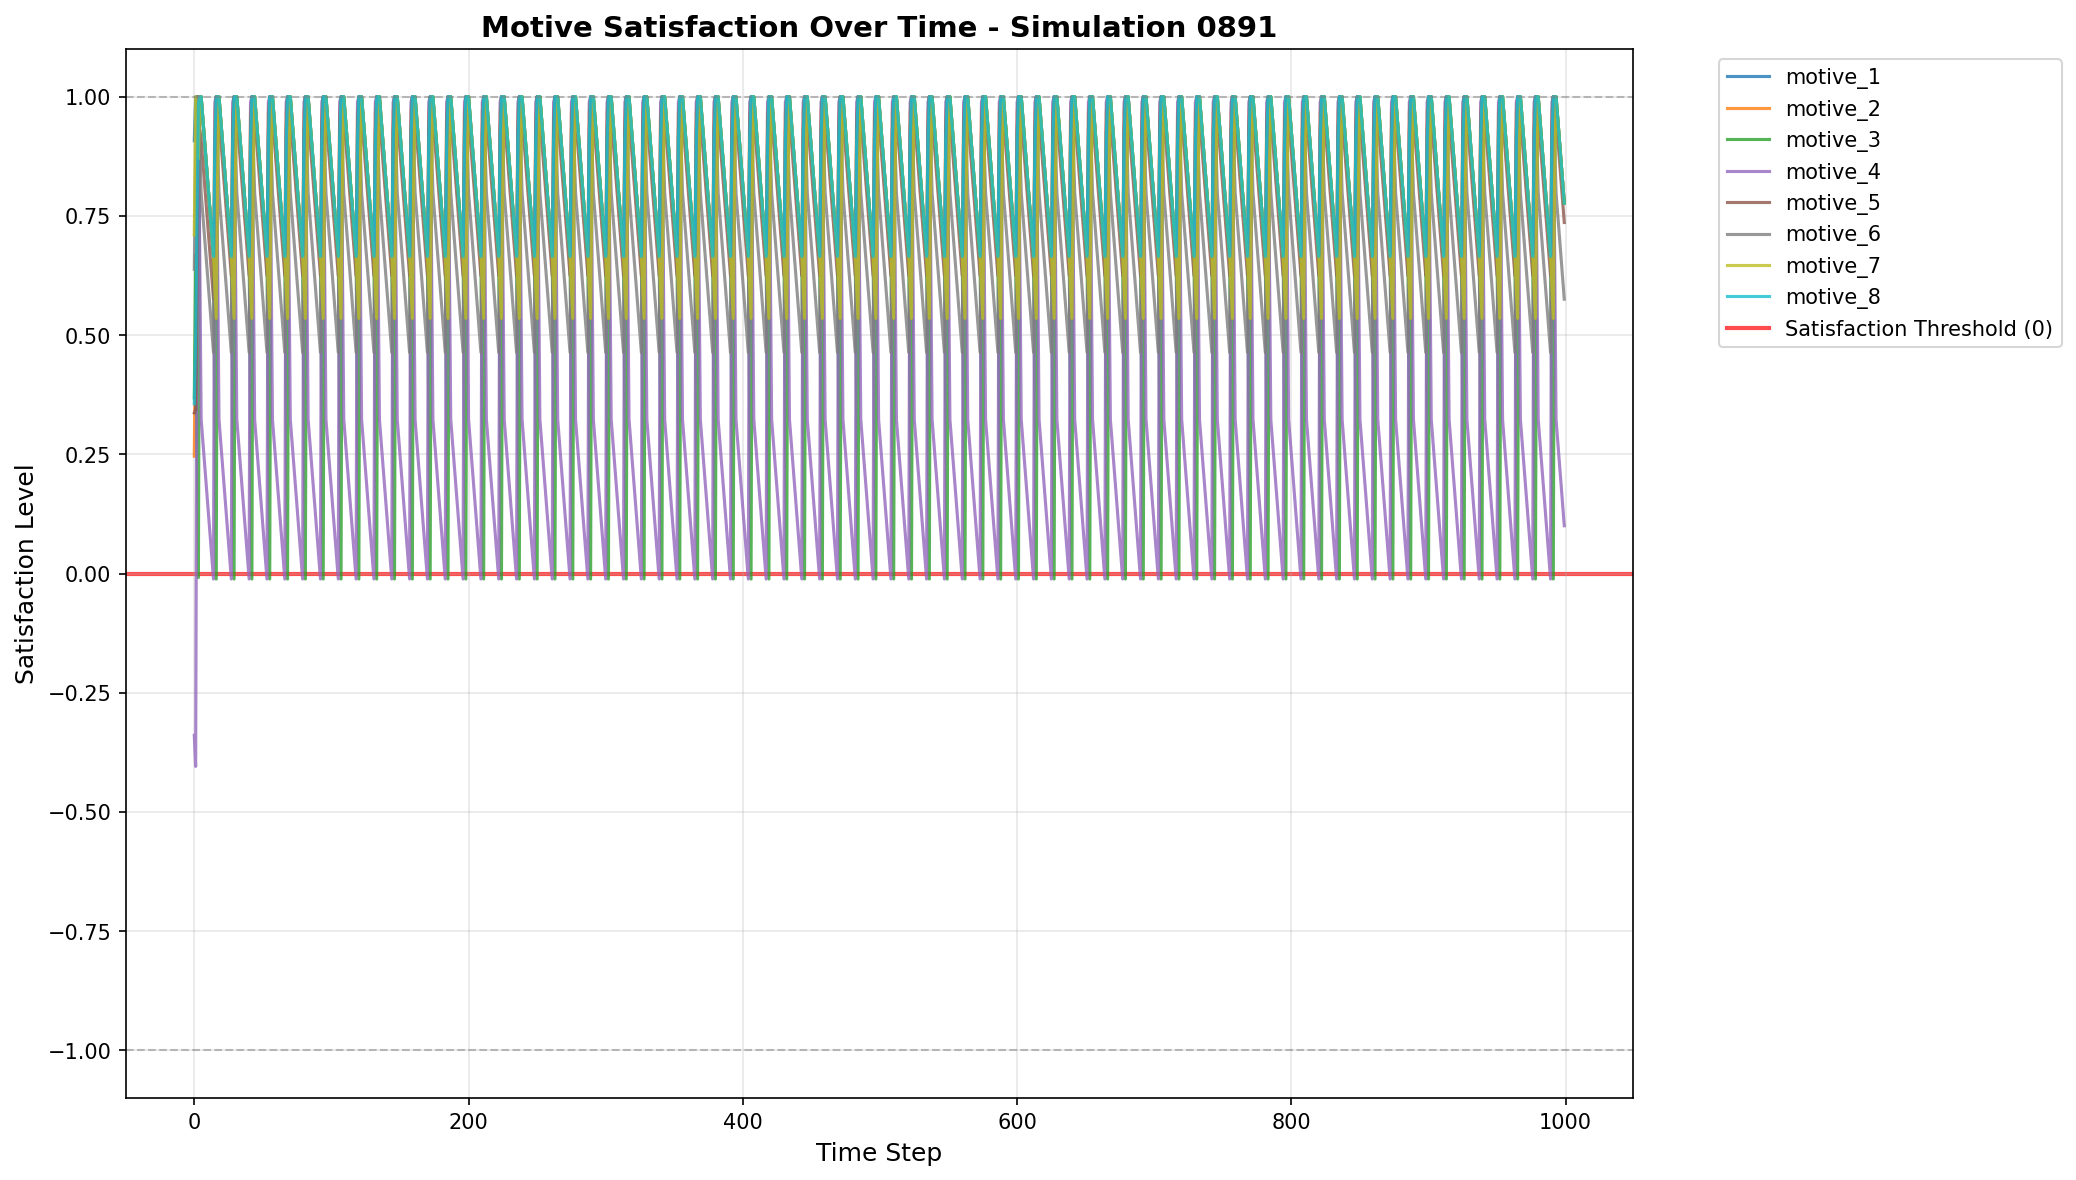 Motive Satisfaction Over Time - Simulation 0891
1.00
0.75
0.50
0.25
0.00
−0.25
−0.50
−0.75
−1.00
Satisfaction Level
0
200
400
600
800
1000
Time Step
motive_1
motive_2
motive_3
motive_4
motive_5
motive_6
motive_7
motive_8
Satisfaction Threshold (0)